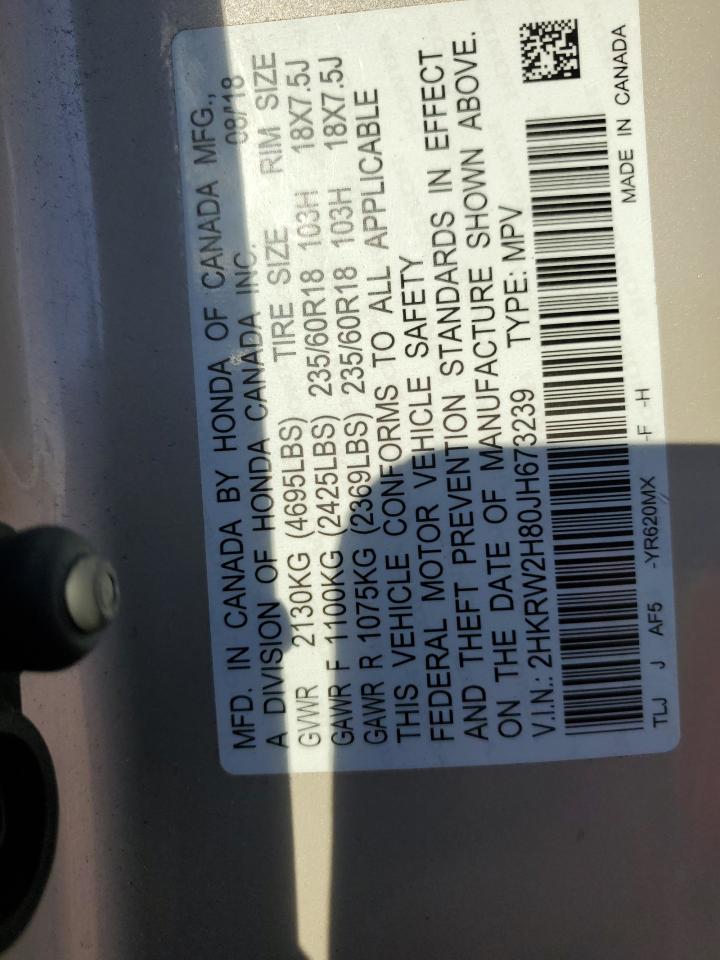 MFD. IN CANADA BY HONDA OF CANADA MFG.,
A DIVISION OF HONDA CANADA INC. 08/18
GVWR 2130KG (4695LBS) TIRE SIZE RIM SIZE
GAWR F 1100KG (2425LBS) 235/60R18 103H 18X7.5J
GAWR R 1075KG (2369LBS) 235/60R18 103H 18X7.5J
THIS VEHICLE CONFORMS TO ALL APPLICABLE
FEDERAL MOTOR VEHICLE SAFETY
AND THEFT PREVENTION STANDARDS IN EFFECT
ON THE DATE OF MANUFACTURE SHOWN ABOVE.
V.I.N.: 2HKRW2H80JH673239 TYPE: MPV
TLJ J AF5 -YR620MX -F -H MADE IN CANADA